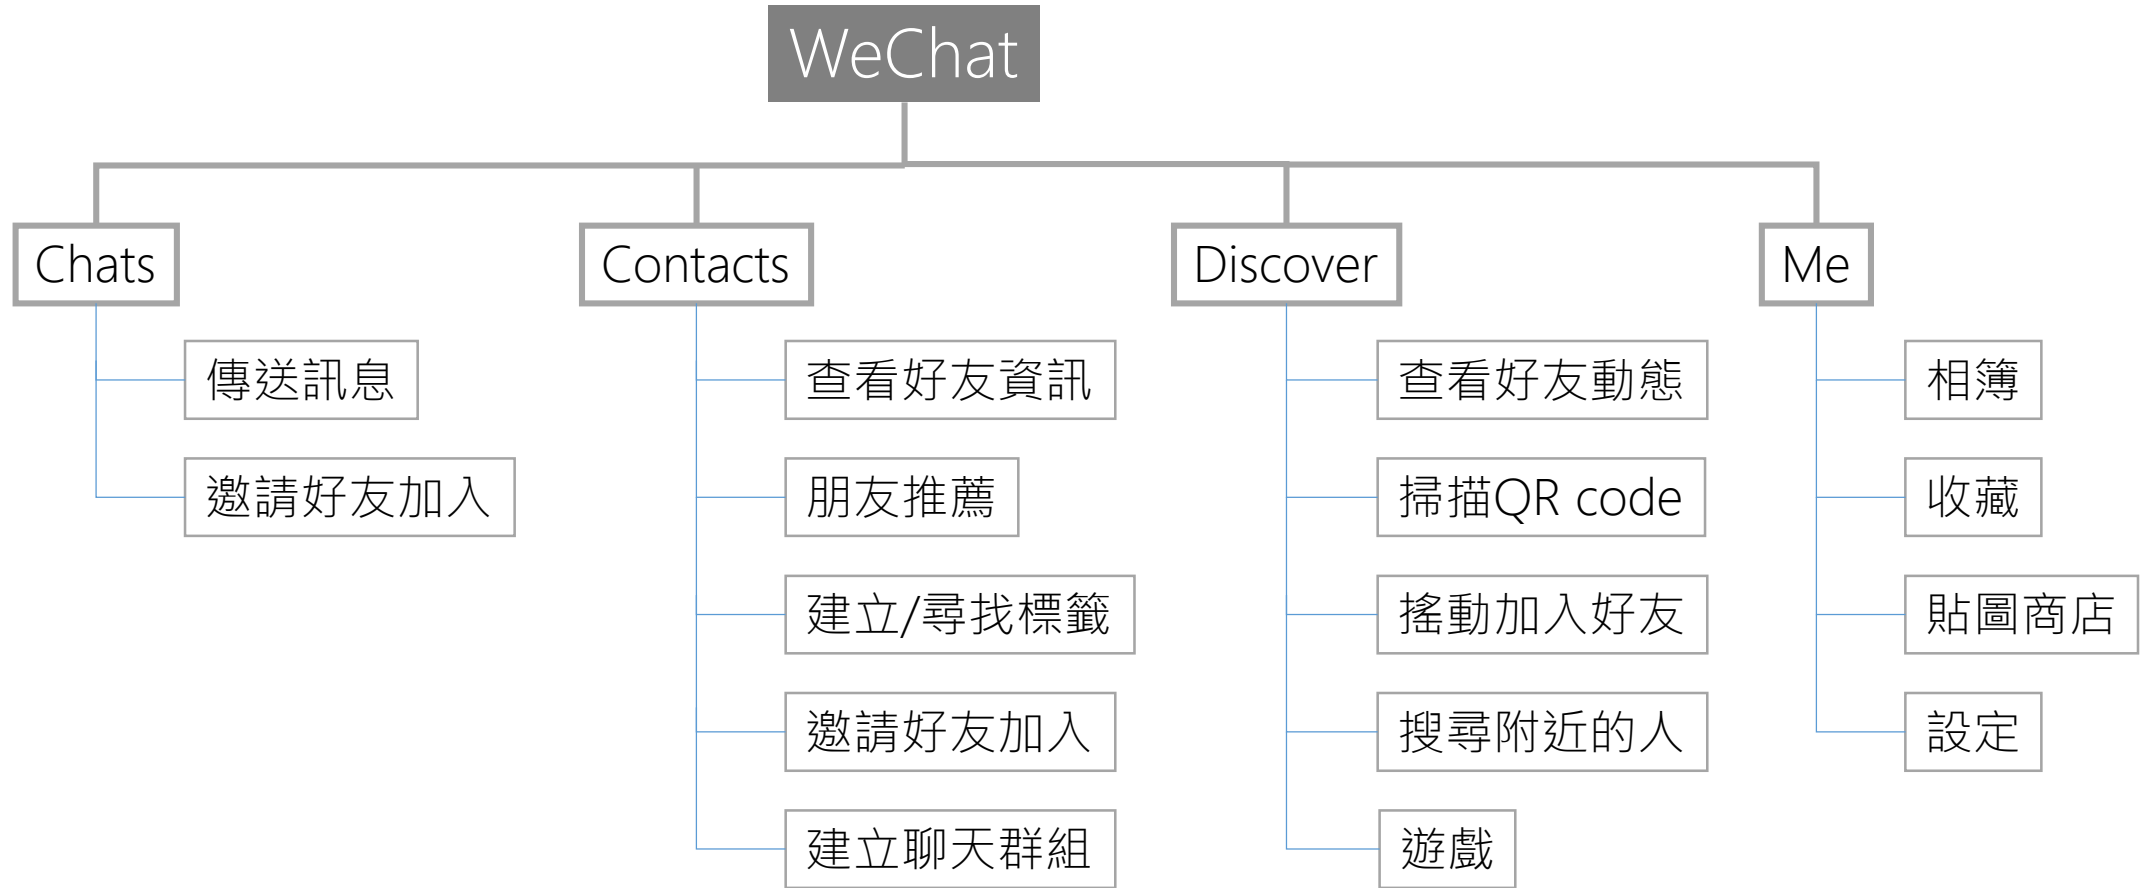 WeChat
Chats
傳送訊息
邀請好友加入
Contacts
查看好友資訊
朋友推薦
建立/尋找標籤
邀請好友加入
建立聊天群組
Discover
查看好友動態
掃描QR code
搖動加入好友
搜尋附近的人
遊戲
Me
相簿
收藏
貼圖商店
設定